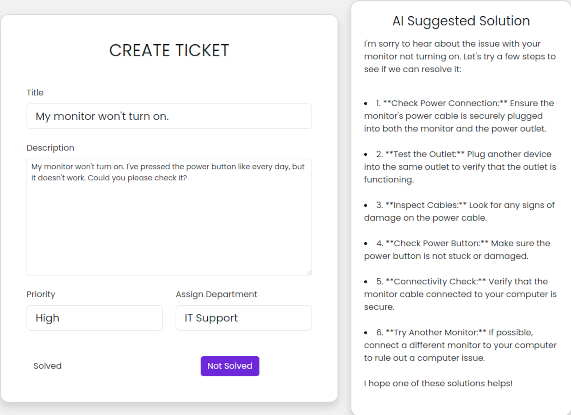 CREATE TICKET
Title
My monitor won't turn on.
Description
My monitor won't turn on. I've pressed the power button like every day, but
it doesn't work. Could you please check it?
Priority
Assign Department
High
IT Support
Solved
Not Solved
AI Suggested Solution
I'm sorry to hear about the issue with your
monitor not turning on. Let's try a few steps to
see if we can resolve it:
• 1. **Check Power Connection:** Ensure the
monitor's power cable is securely plugged
into both the monitor and the power outlet.
• 2. **Test the Outlet:** Plug another device
into the same outlet to verify that the outlet is
functioning.
• 3. **Inspect Cables:** Look for any signs of
damage on the power cable.
• 4. **Check Power Button:** Make sure the
power button is not stuck or damaged.
• 5. **Connectivity Check:** Verify that the
monitor cable connected to your computer is
secure.
• 6. **Try Another Monitor:** If possible,
connect a different monitor to your computer
to rule out a computer issue.
I hope one of these solutions helps!